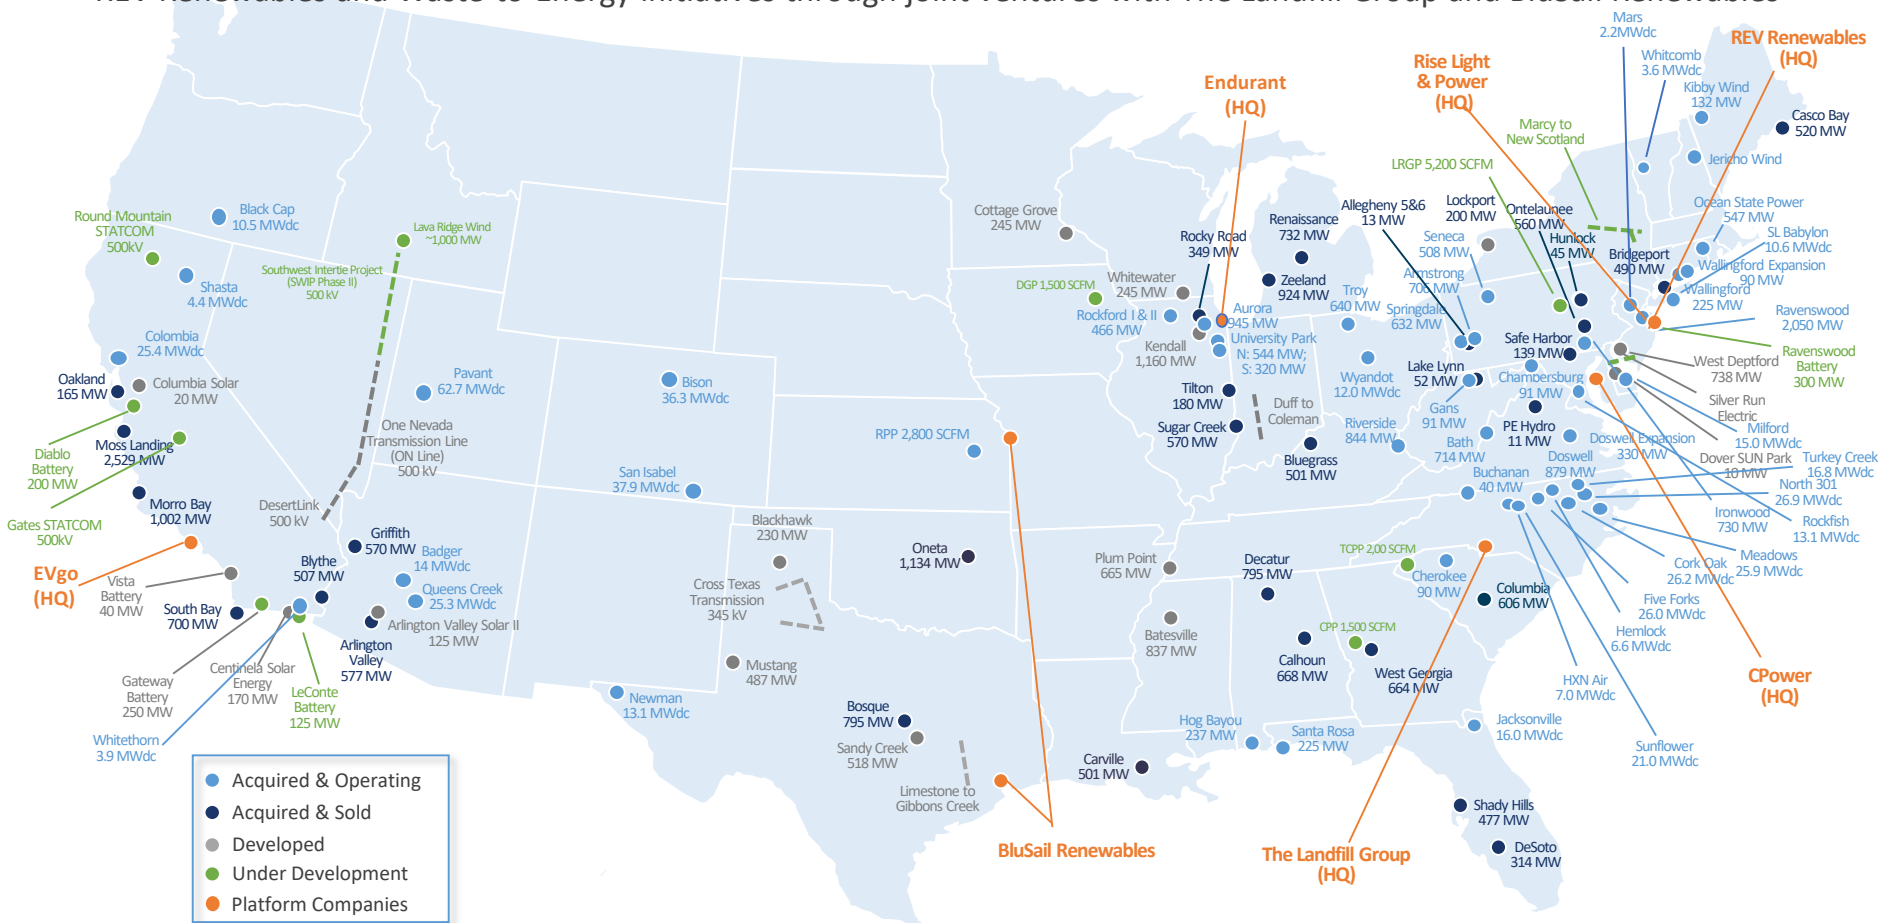 REV Renewables and Waste-to-Energy initiatives through joint ventures with The Landfill Group and BluSail Renewables
Mars
2.2MWdc
REV Renewables
(HQ)
Whitcomb
3.6 MWdc
Rise Light
& Power
(HQ)
Endurant
(HQ)
Kibby Wind
132 MW
Casco Bay
520 MW
Marcy to
New Scotland
Jericho Wind
LRGP 5,200 SCFM
Allegheny 5&6
13 MW
Lockport
200 MW
Ontelaunee
560 MW
Ocean State Power
547 MW
Cottage Grove
245 MW
Renaissance
732 MW
Rocky Road
349 MW
Seneca
508 MW
Hunlock
45 MW
SL Babylon
10.6 MWdc
Bridgeport
490 MW
Wallingford Expansion
90 MW
Black Cap
10.5 MWdc
Round Mountain
STATCOM
500kV
Lava Ridge Wind
~1,000 MW
Southwest Intertie Project
(SWIP Phase II)
500 kV
Shasta
4.4 MWdc
DGP 1,500 SCFM
Whitewater
245 MW
Zeeland
924 MW
Troy
640 MW
Armstrong
706 MW
Wallingford
225 MW
Rockford I & II
466 MW
Aurora
945 MW
Springdale
632 MW
Ravenswood
2,050 MW
Colombia
25.4 MWdc
Kendall
1,160 MW
University Park
N: 544 MW;
S: 320 MW
Safe Harbor
139 MW
Ravenswood
Battery
300 MW
West Deptford
738 MW
Oakland
165 MW
Columbia Solar
20 MW
Pavant
62.7 MWdc
Bison
36.3 MWdc
Tilton
180 MW
Wyandot
12.0 MWdc
Lake Lynn
52 MW
Chambersburg
91 MW
Silver Run
Electric
Duff to
Coleman
Gans
91 MW
Moss Landing
2,529 MW
One Nevada
Transmission Line
(ON Line)
500 kV
RPP 2,800 SCFM
Sugar Creek
570 MW
Riverside
844 MW
PE Hydro
11 MW
Milford
15.0 MWdc
Diablo
Battery
200 MW
Bluegrass
501 MW
Bath
714 MW
Doswell Expansion
330 MW
Doswell
879 MW
Dover SUN Park
10 MW
Turkey Creek
16.8 MWdc
San Isabel
37.9 MWdc
Buchanan
40 MW
North 301
26.9 MWdc
Morro Bay
1,002 MW
DesertLink
500 kV
Ironwood
730 MW
Rockfish
13.1 MWdc
Gates STATCOM
500kV
Blackhawk
230 MW
Griffith
570 MW
Oneta
1,134 MW
Badger
14 MWdc
Plum Point
665 MW
Decatur
795 MW
TCPP 2,00 SCFM
Cherokee
90 MW
Meadows
25.9 MWdc
Cork Oak
26.2 MWdc
EVgo
(HQ)
Blythe
507 MW
Vista
Battery
40 MW
Queens Creek
25.3 MWdc
Cross Texas
Transmission
345 kV
Columbia
606 MW
Five Forks
26.0 MWdc
South Bay
700 MW
Arlington Valley Solar II
125 MW
Batesville
837 MW
CPP 1,500 SCFM
Hemlock
6.6 MWdc
Arlington
Valley
577 MW
Calhoun
668 MW
West Georgia
664 MW
Gateway
Battery
250 MW
Centinela Solar
Energy
170 MW
LeConte
Battery
125 MW
Mustang
487 MW
HXN Air
7.0 MWdc
CPower
(HQ)
Newman
13.1 MWdc
Bosque
795 MW
Hog Bayou
237 MW
Santa Rosa
225 MW
Jacksonville
16.0 MWdc
Whitethorn
3.9 MWdc
Sandy Creek
518 MW
Carville
501 MW
Sunflower
21.0 MWdc
Limestone to
Gibbons Creek
Shady Hills
477 MW
BluSail Renewables
The Landfill Group
(HQ)
DeSoto
314 MW
Acquired & Operating
Acquired & Sold
Developed
Under Development
Platform Companies